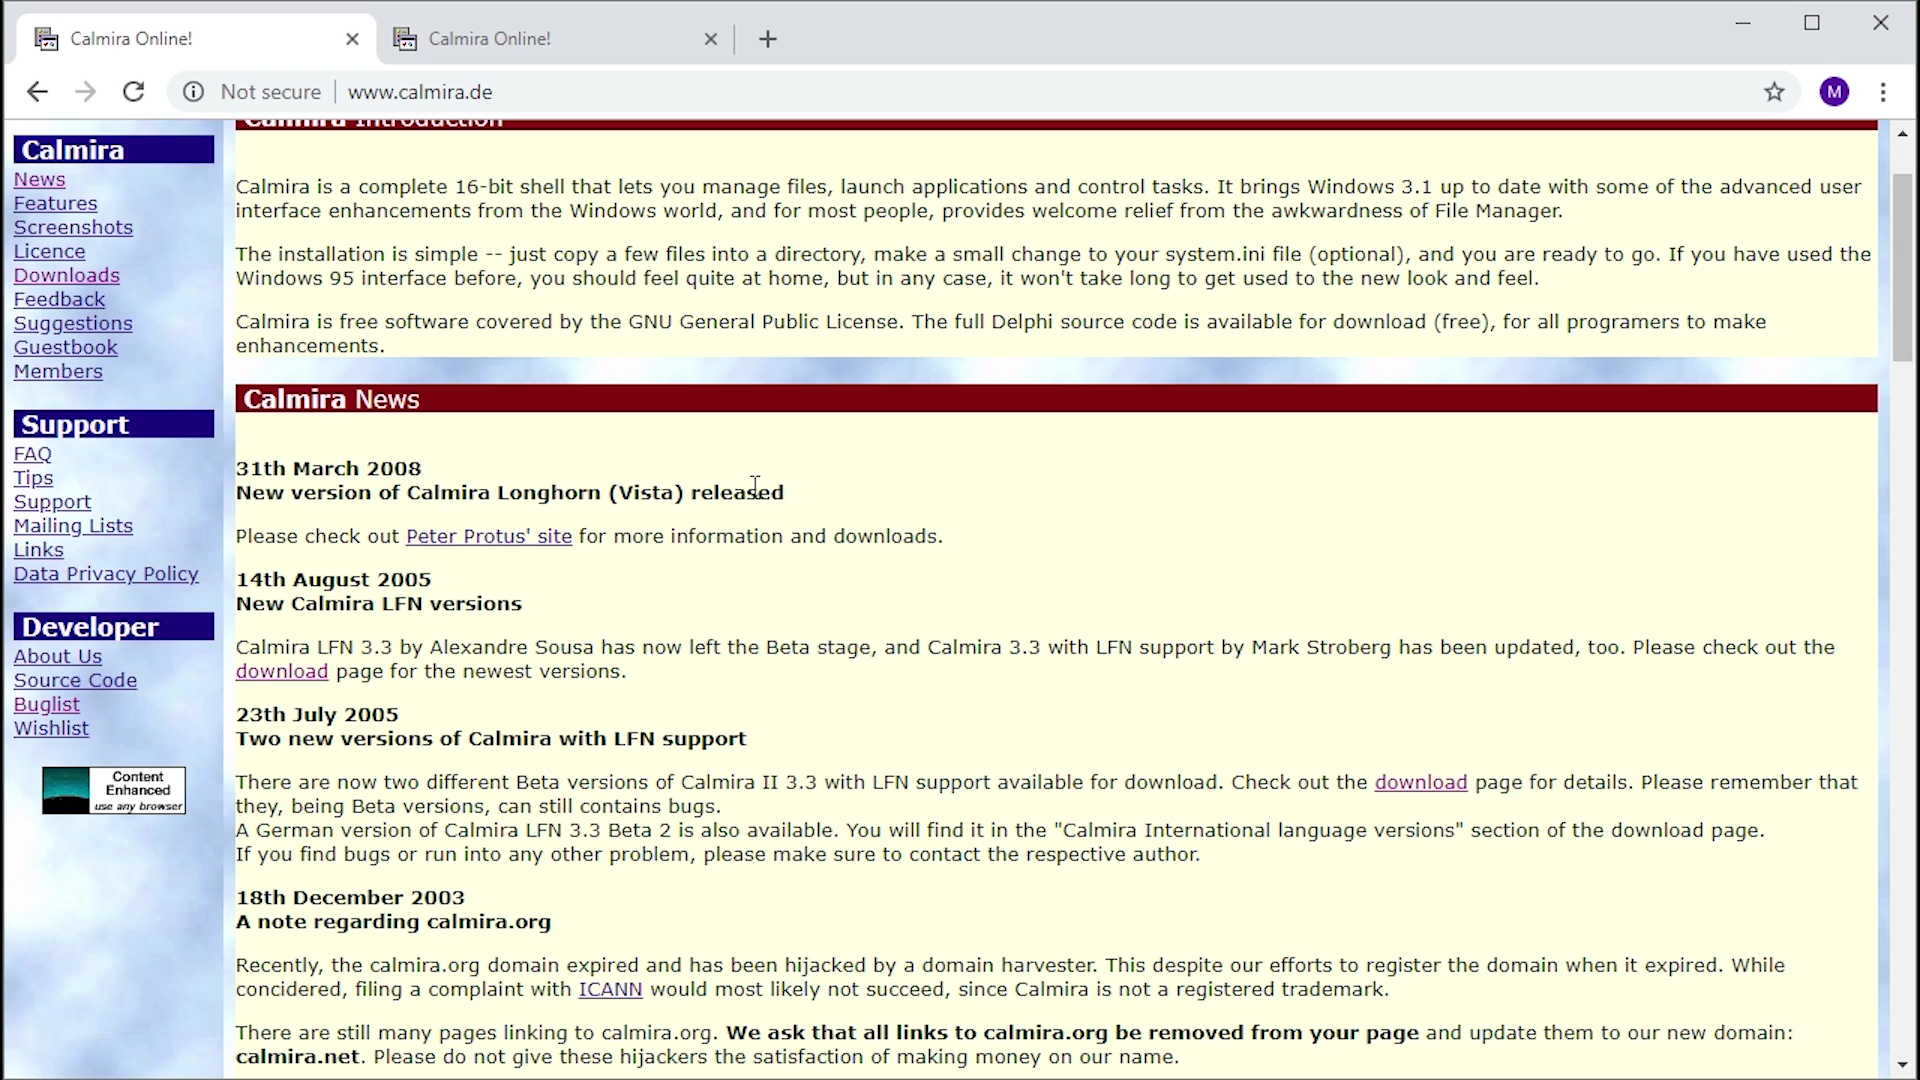 Calmira Online!
Calmira Online!
Not secure
www.calmira.de
M
Calmira Introduction
Calmira
News
Features
Screenshots
Licence
Downloads
Feedback
Suggestions
Guestbook
Members
Support
FAQ
Tips
Support
Mailing Lists
Links
Data Privacy Policy
Developer
About Us
Source Code
Buglist
Wishlist
Content
Enhanced
use any browser
Calmira is a complete 16-bit shell that lets you manage files, launch applications and control tasks. It brings Windows 3.1 up to date with some of the advanced user
interface enhancements from the Windows world, and for most people, provides welcome relief from the awkwardness of File Manager.
The installation is simple -- just copy a few files into a directory, make a small change to your system.ini file (optional), and you are ready to go. If you have used the
Windows 95 interface before, you should feel quite at home, but in any case, it won't take long to get used to the new look and feel.
Calmira is free software covered by the GNU General Public License. The full Delphi source code is available for download (free), for all programers to make
enhancements.
Calmira News
31th March 2008
New version of Calmira Longhorn (Vista) released
Please check out Peter Protus' site for more information and downloads.
14th August 2005
New Calmira LFN versions
Calmira LFN 3.3 by Alexandre Sousa has now left the Beta stage, and Calmira 3.3 with LFN support by Mark Stroberg has been updated, too. Please check out the
download page for the newest versions.
23th July 2005
Two new versions of Calmira with LFN support
There are now two different Beta versions of Calmira II 3.3 with LFN support available for download. Check out the download page for details. Please remember that
they, being Beta versions, can still contains bugs.
A German version of Calmira LFN 3.3 Beta 2 is also available. You will find it in the "Calmira International language versions" section of the download page.
If you find bugs or run into any other problem, please make sure to contact the respective author.
18th December 2003
A note regarding calmira.org
Recently, the calmira.org domain expired and has been hijacked by a domain harvester. This despite our efforts to register the domain when it expired. While
concidered, filing a complaint with ICANN would most likely not succeed, since Calmira is not a registered trademark.
There are still many pages linking to calmira.org. We ask that all links to calmira.org be removed from your page and update them to our new domain:
calmira.net. Please do not give these hijackers the satisfaction of making money on our name.